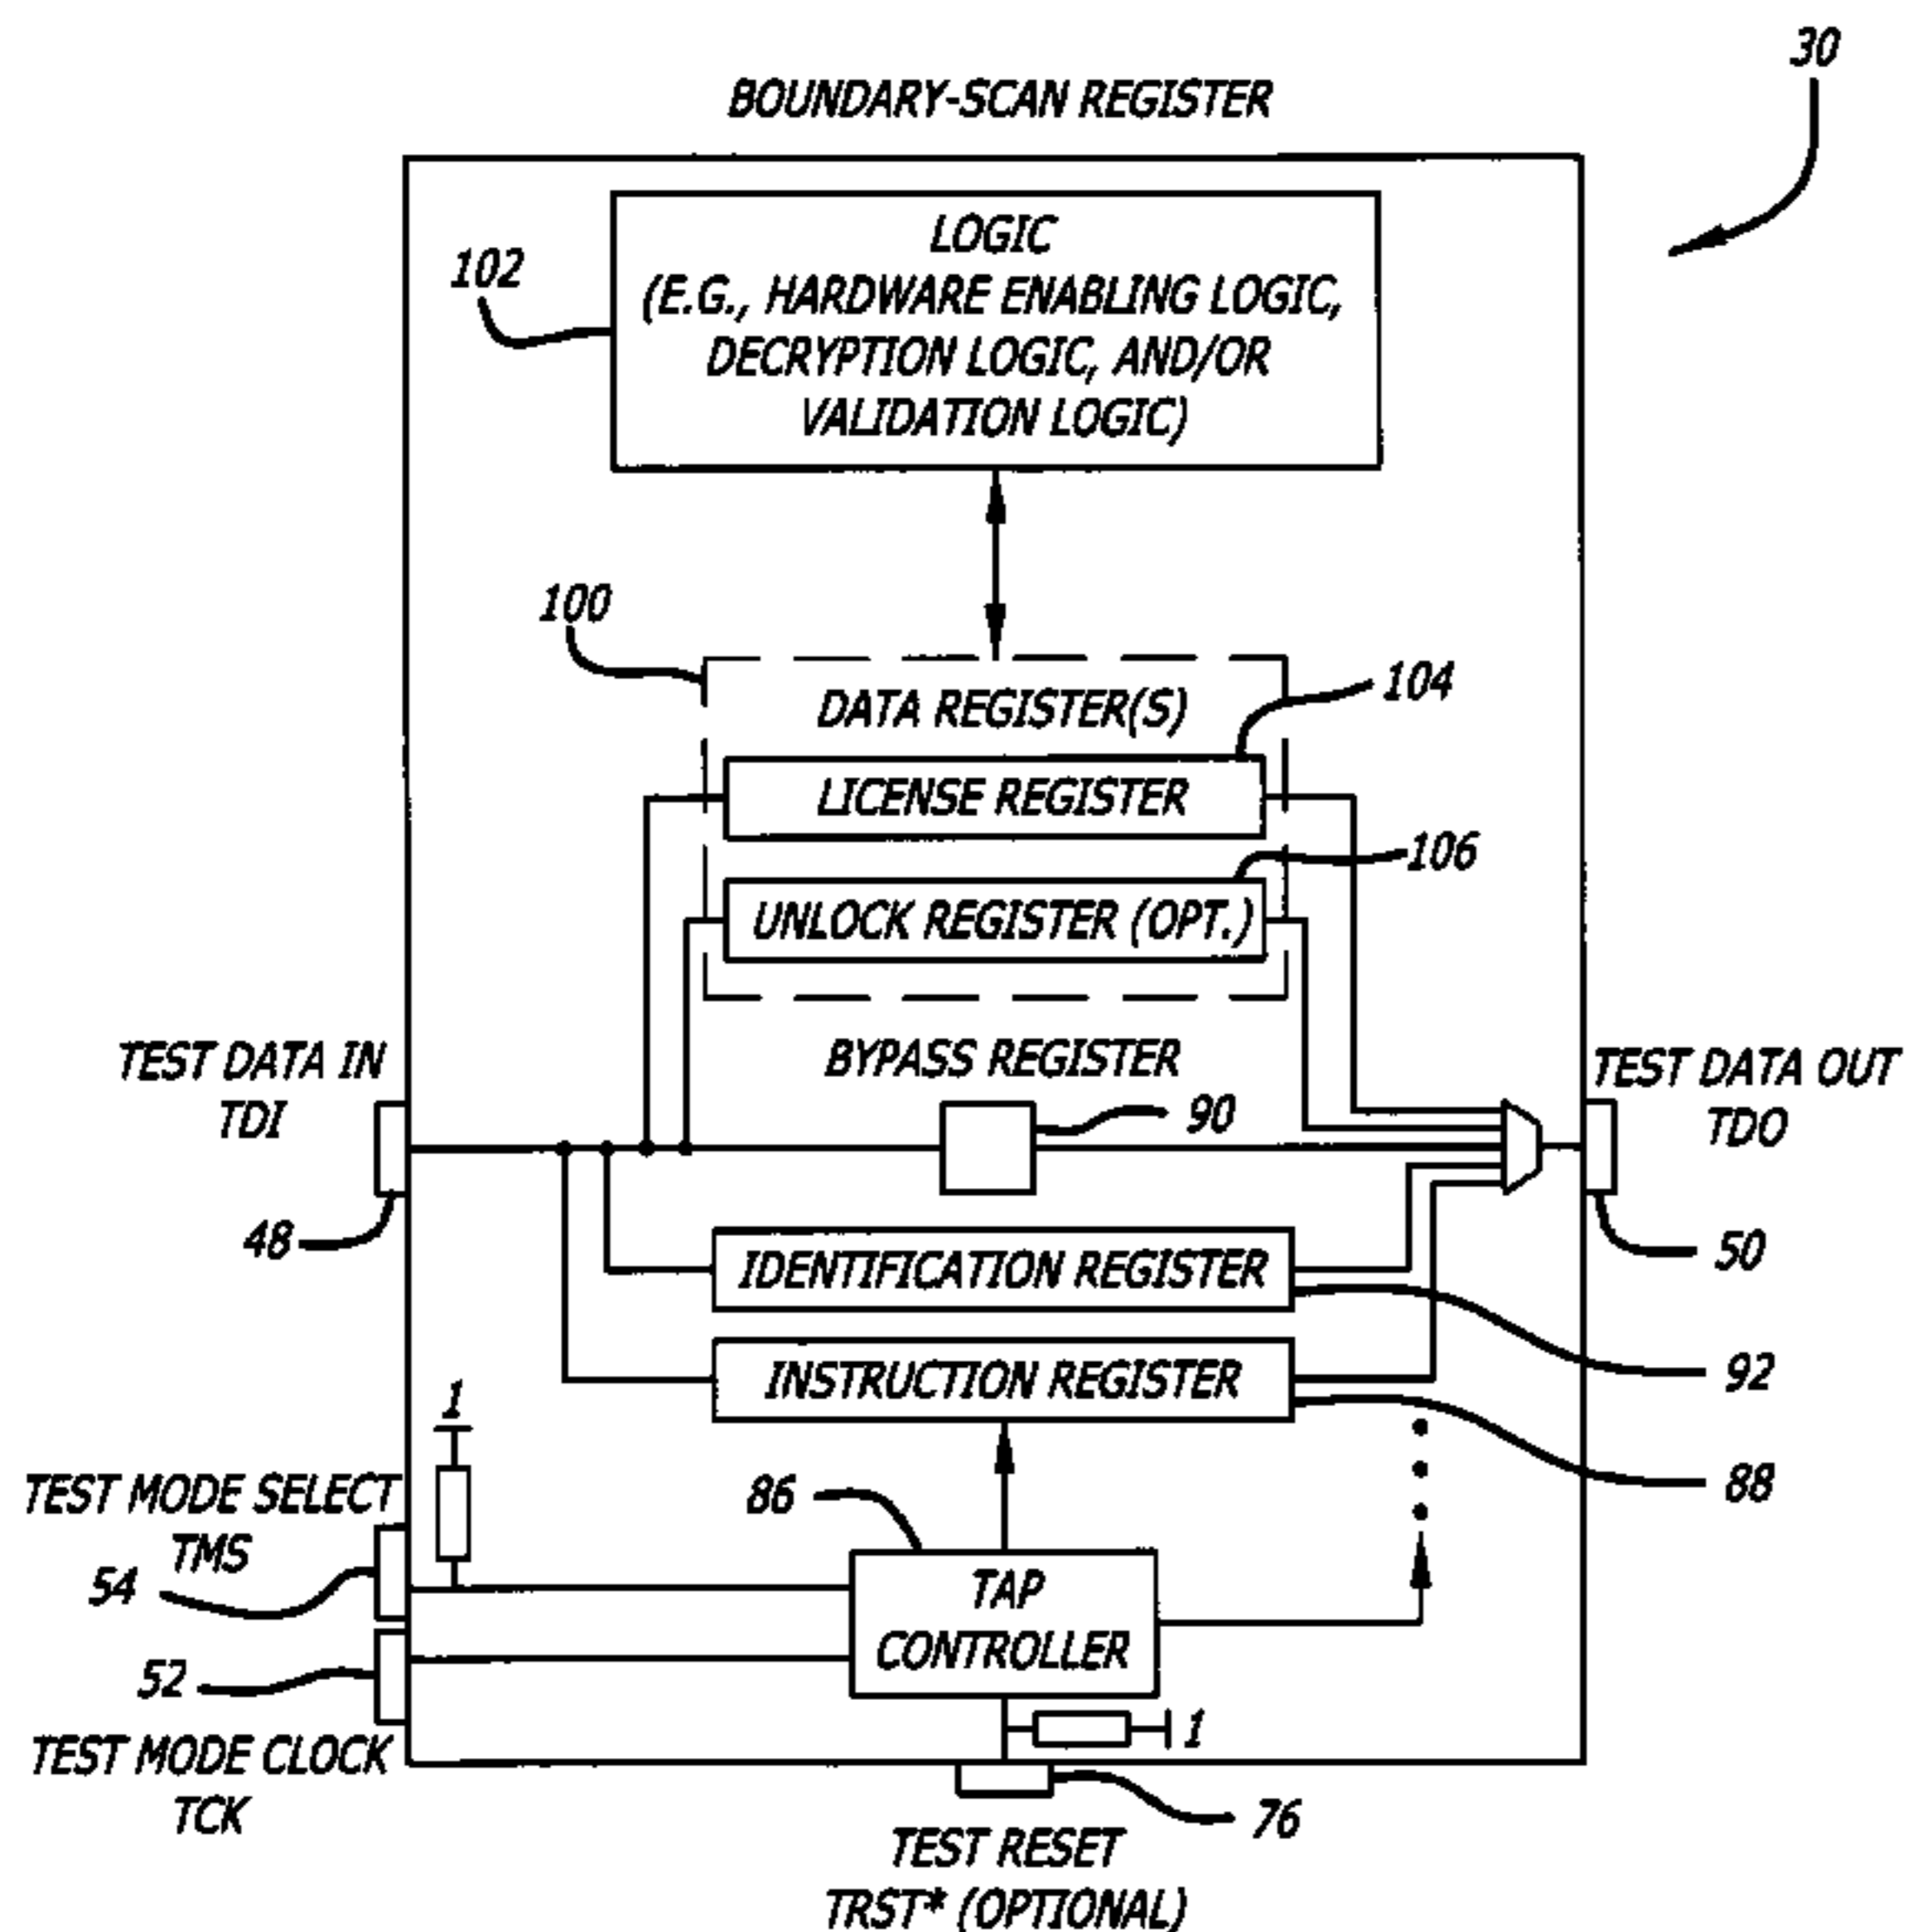 30
BOUNDARY-SCAN REGISTER
LOGIC
102
(E.G., HARDWARE ENABLING LOGIC,
DECRYPTION LOGIC, AND/OR
VALIDATION LOGIC)
100
104
DATA REGISTER(S)
LICENSE REGISTER
106
UNLOCK REGISTER (OPT.)
TEST DATA IN
TDI
BYPASS REGISTER
TEST DATA OUT
TDO
90
48
50
IDENTIFICATION REGISTER
92
INSTRUCTION REGISTER
1
88
TEST MODE SELECT
TMS
86
54
TAP
CONTROLLER
52
1
TEST MODE CLOCK
TCK
76
TEST RESET
TRST* (OPTIONAL)